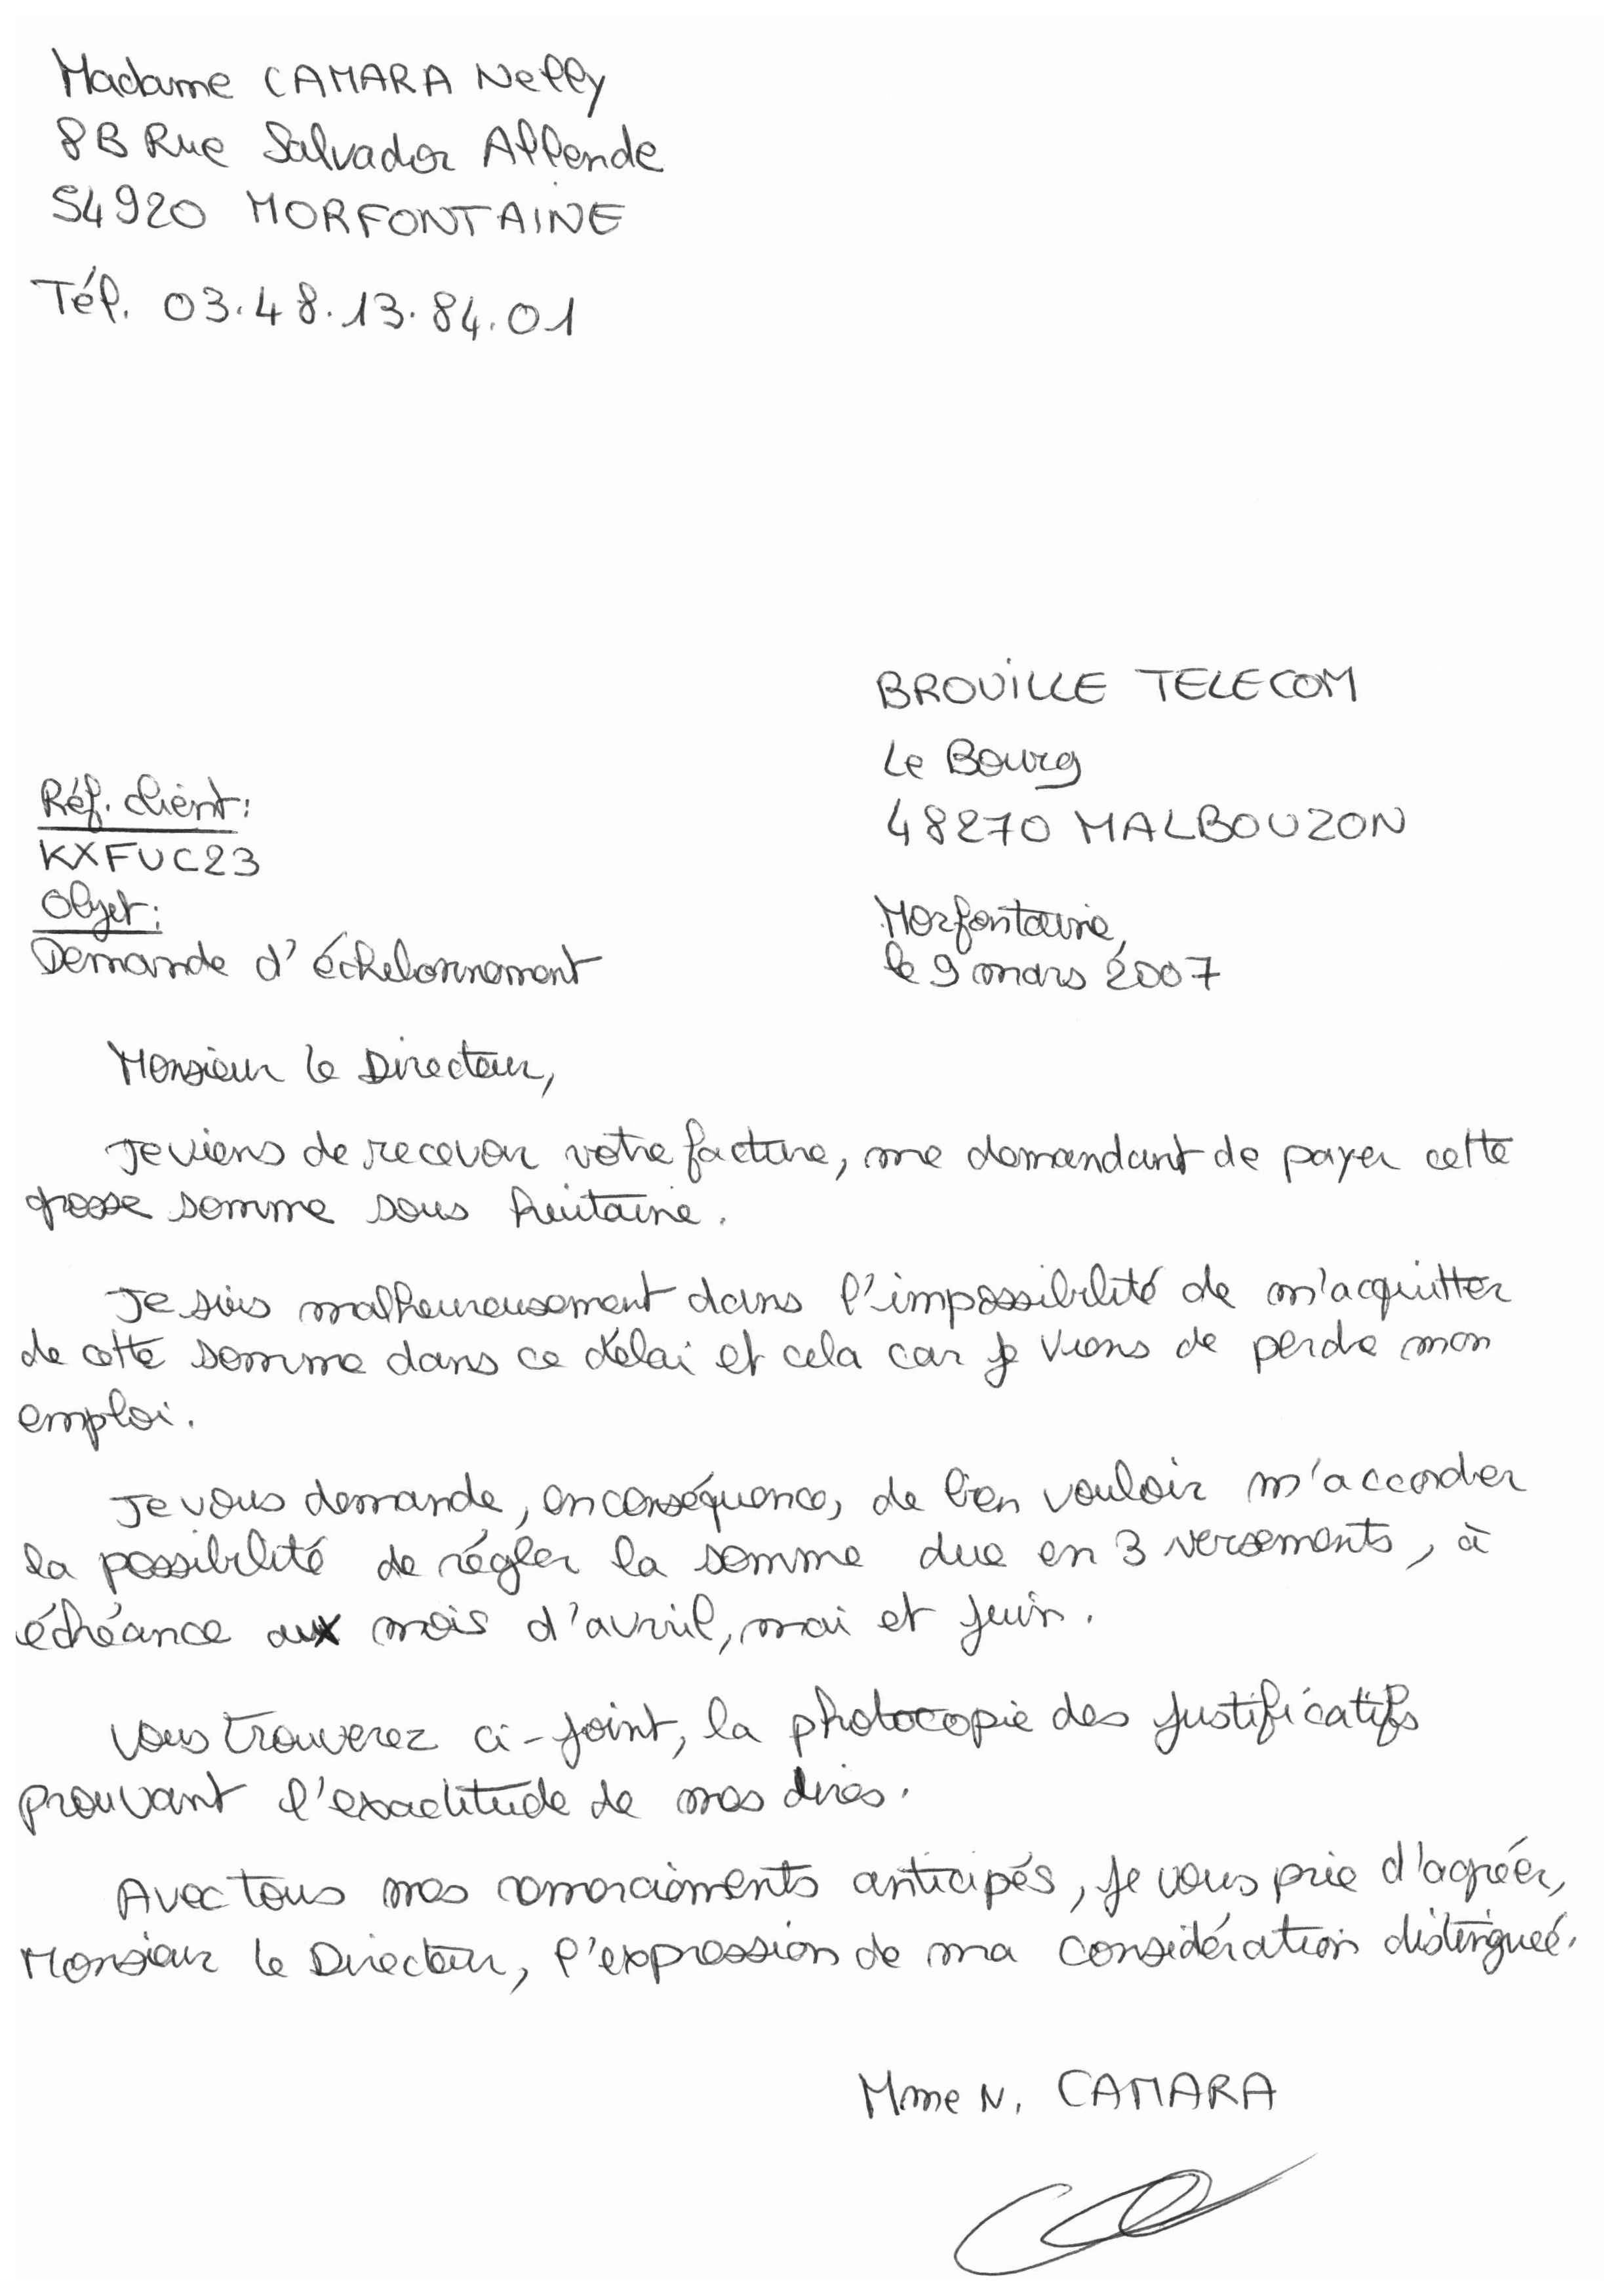 Madame CAMARA Nelly
8B Rue Salvador Allende
54920 MORFONTAINE
Tél. 03.48.13.84.01
BROUILLE TELECOM
Le Bourg
48270 MALBOUZON
Réf. client:
KXFUC23
Objet:
Demande d'échelonnement
Morfontaine,
le 9 mars 2007
Monsieur le Directeur,
Je viens de recevoir votre facture, me demandant de payer cette
grosse somme sous huitaine.
Je suis malheureusement dans l'impossibilité de m'acquitter
de cette somme dans ce délai et cela car je viens de perdre mon
emploi.
Je vous demande, en conséquence, de bien vouloir m'accorder
la possibilité de régler la somme due en 3 versements, à
échéance aux mois d'avril, mai et juin.
Vous trouverez ci-joint, la photocopie des justificatifs
prouvant l'exactitude de mes dires.
Avec tous mes remerciements anticipés, je vous prie d'agréer,
Monsieur le Directeur, l'expression de ma considération distinguée.
Mme N. CAMARA